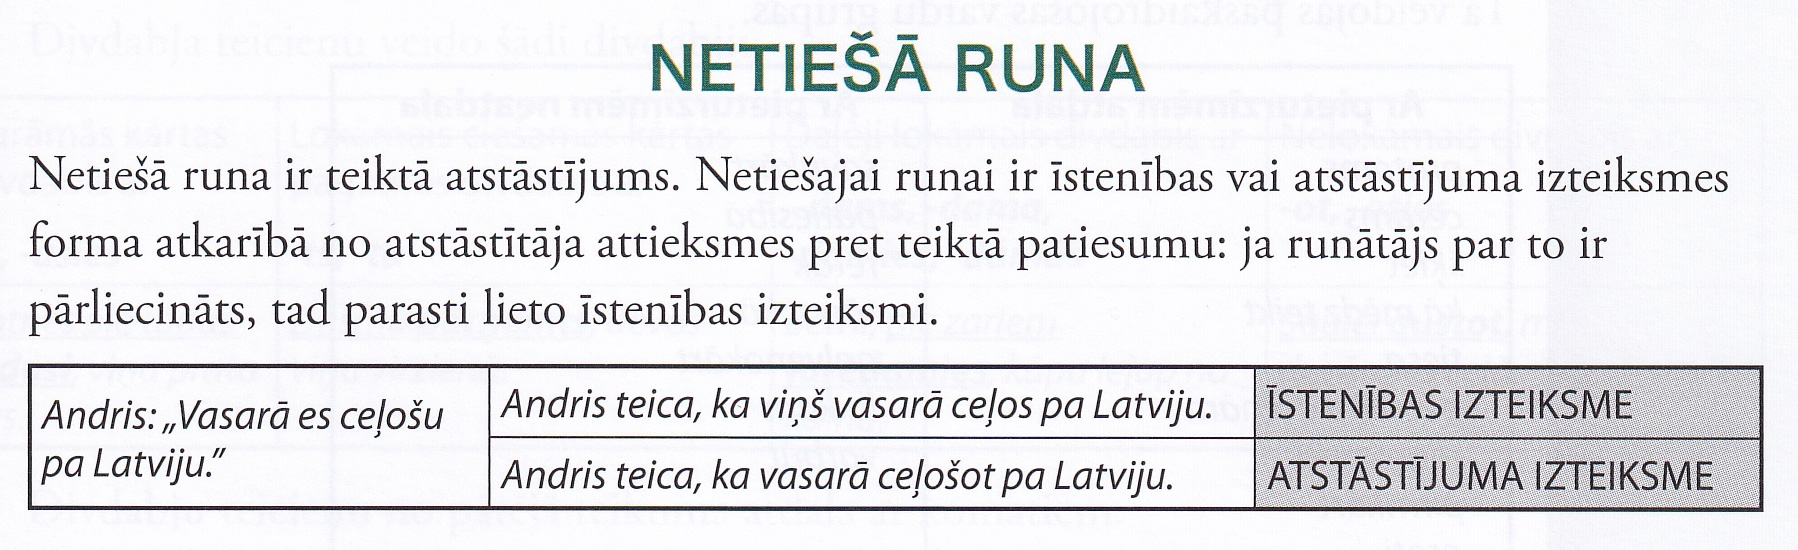 NETIEŠĀ RUNA
Netiešā runa ir teiktā atstāstījums. Netiešajai runai ir īstenības vai atstāstījuma izteiksmes
forma atkarībā no atstāstītāja attieksmes pret teiktā patiesumu: ja runātājs par to ir
pārliecināts, tad parasti lieto īstenības izteiksmi.
Andris: „Vasarā es ceļošu
pa Latviju.”
Andris teica, ka viņš vasarā ceļos pa Latviju.
ĪSTENĪBAS IZTEIKSME
Andris teica, ka vasarā ceļošot pa Latviju.
ATSTĀSTĪJUMA IZTEIKSME